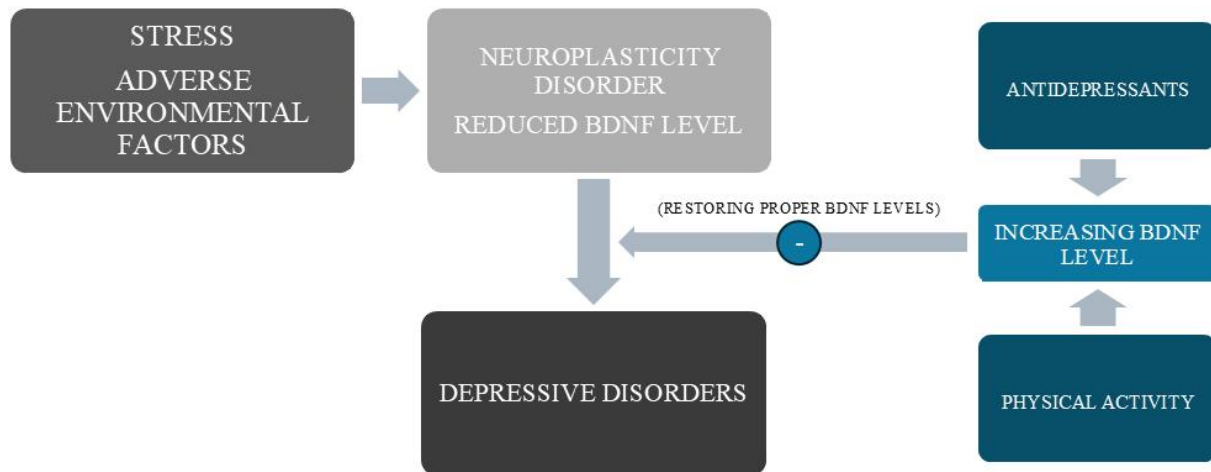 STRESS
ADVERSE
ENVIRONMENTAL
FACTORS
NEUROPLASTICITY
DISORDER
REDUCED BDNF LEVEL
ANTIDEPRESSANTS
(RESTORING PROPER BDNF LEVELS)
-
INCREASING BDNF
LEVEL
DEPRESSIVE DISORDERS
PHYSICAL ACTIVITY